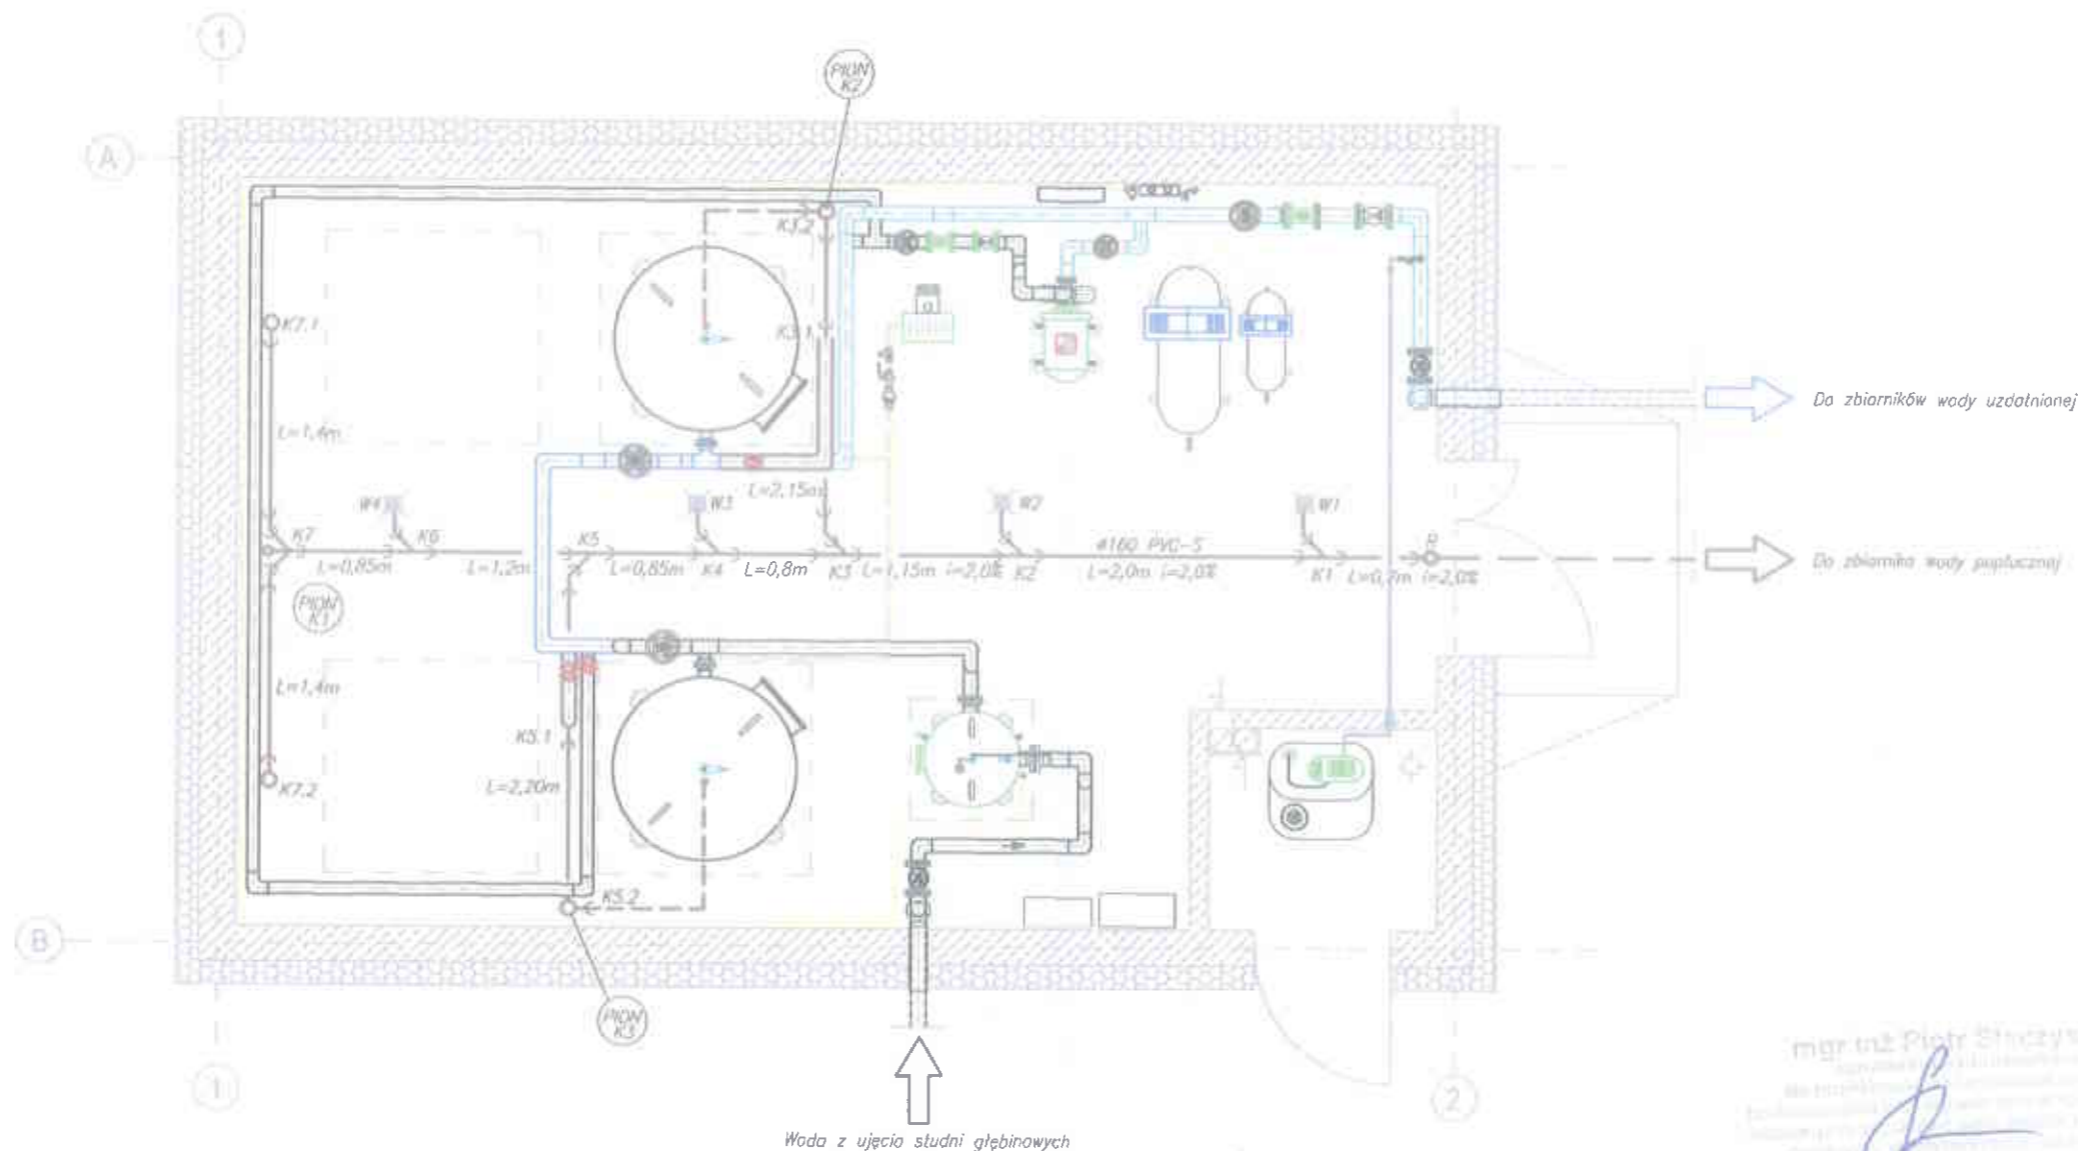 1
PION
K2
A
K3.2
K7.1
K3.1
L=1,4m
Do zbiorników wody uzdatnionej
L=2,15m
W4
W3
W2
W1
K7
K6
K5
⌀160 PVC-S
R
L=0,85m
L=1,2m
L=0,85m
K4
L=0,8m
K3
L=1,15m i=2,0%
K2
L=2,0m i=2,0%
K1
L=0,7m i=2,0%
Do zbiornika wody popłucznej
PION
K1
L=1,4m
K5.1
K7.2
L=2,20m
K5.2
B
PION
K3
1
2
Woda z ujęcia studni głębinowych
mgr inż Piotr